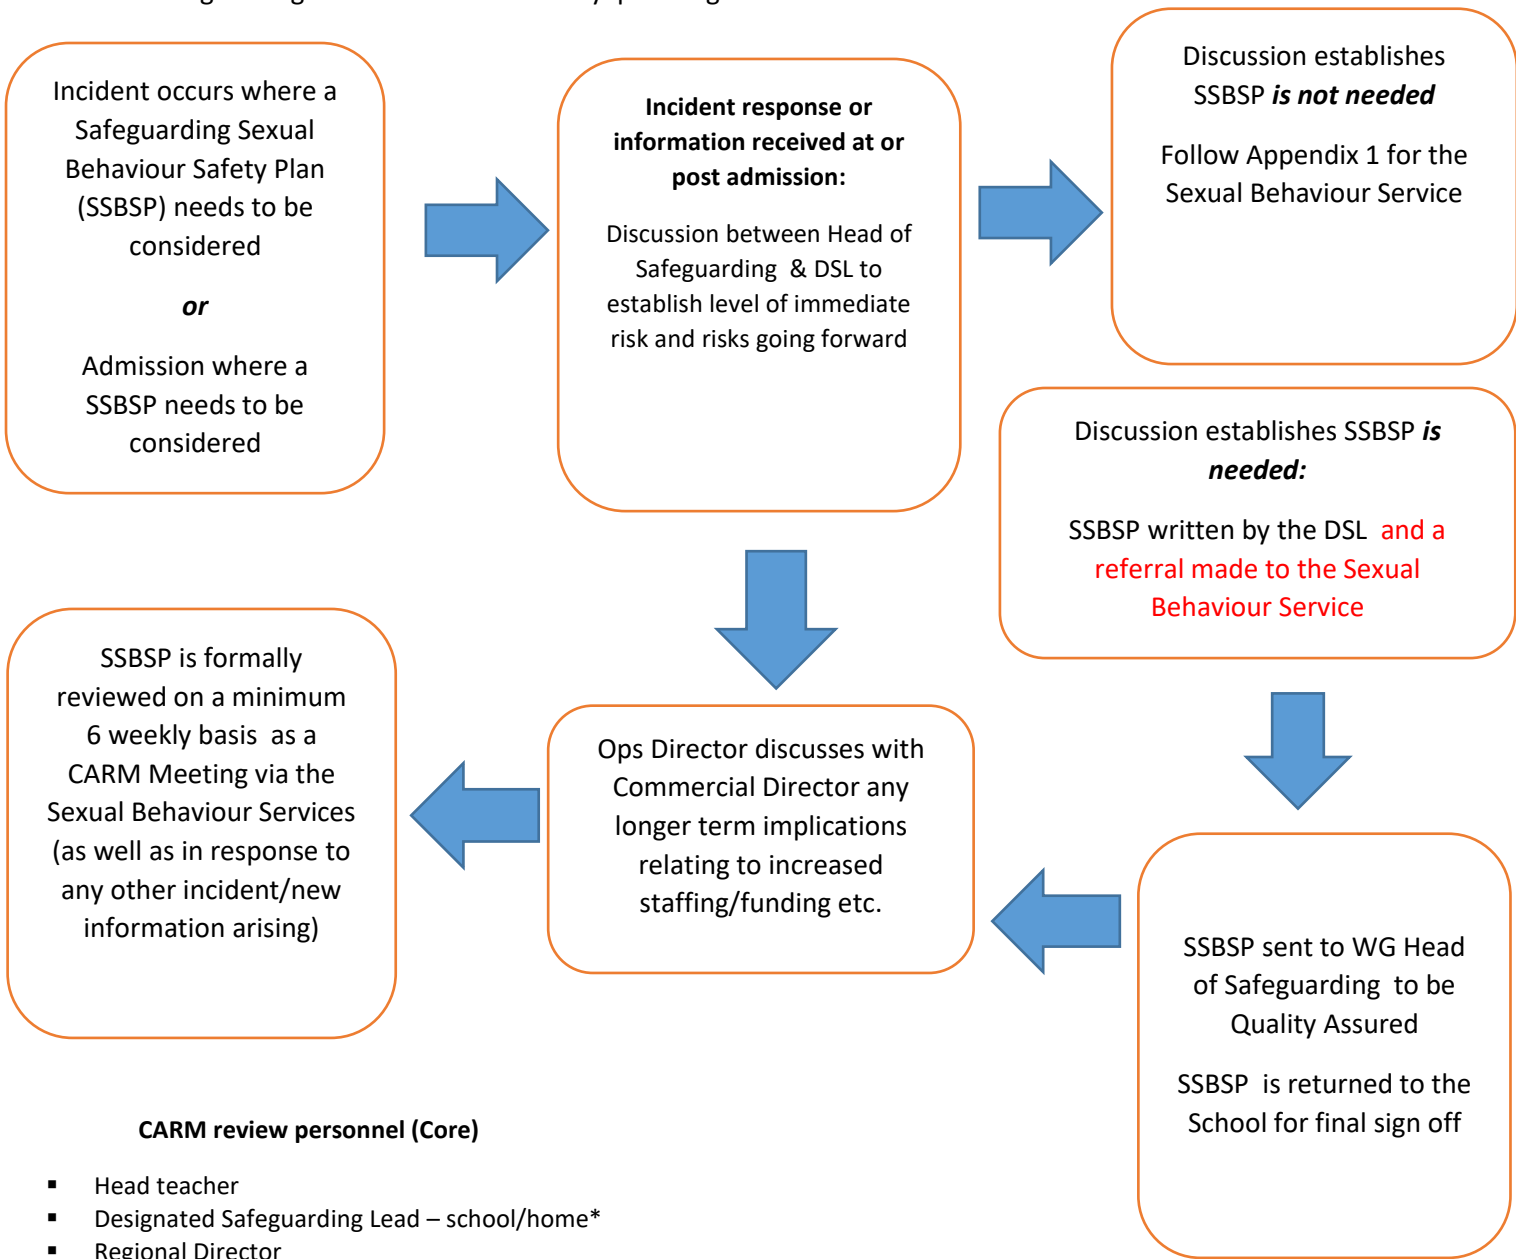 Incident occurs where a
Safeguarding Sexual
Behaviour Safety Plan
(SSBSP) needs to be
considered
or
Admission where a
SSBSP needs to be
considered
Incident response or
information received at or
post admission:
Discussion between Head of
Safeguarding & DSL to
establish level of immediate
risk and risks going forward
Discussion establishes
SSBSP is not needed
Follow Appendix 1 for the
Sexual Behaviour Service
Discussion establishes SSBSP is
needed:
SSBSP written by the DSL and a
referral made to the Sexual
Behaviour Service
SSBSP is formally
reviewed on a minimum
6 weekly basis as a
CARM Meeting via the
Sexual Behaviour Services
(as well as in response to
any other incident/new
information arising)
Ops Director discusses with
Commercial Director any
longer term implications
relating to increased
staffing/funding etc.
SSBSP sent to WG Head
of Safeguarding to be
Quality Assured
SSBSP is returned to the
School for final sign off
CARM review personnel (Core)
▪ Head teacher
▪ Designated Safeguarding Lead – school/home*
▪ Regional Director